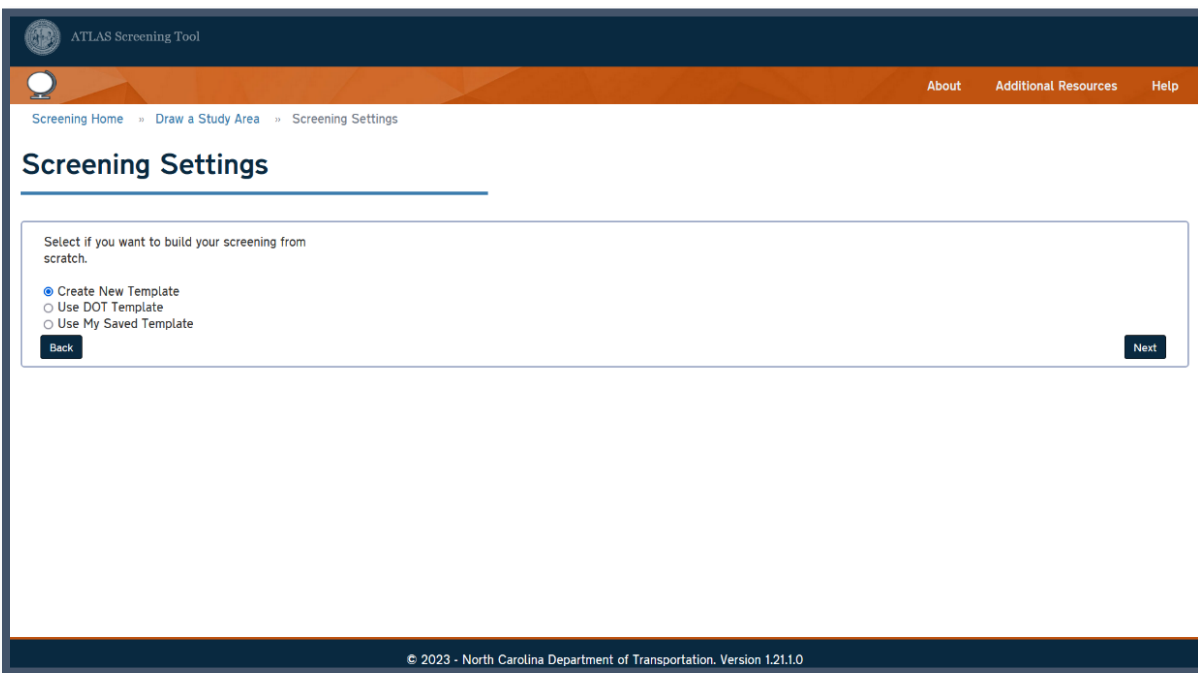 ATLAS Screening Tool
About Additional Resources Help
Screening Home » Draw a Study Area » Screening Settings
Screening Settings
Select if you want to build your screening from
scratch.
Create New Template
Use DOT Template
Use My Saved Template
Back Next
© 2023 - North Carolina Department of Transportation. Version 1.21.1.0